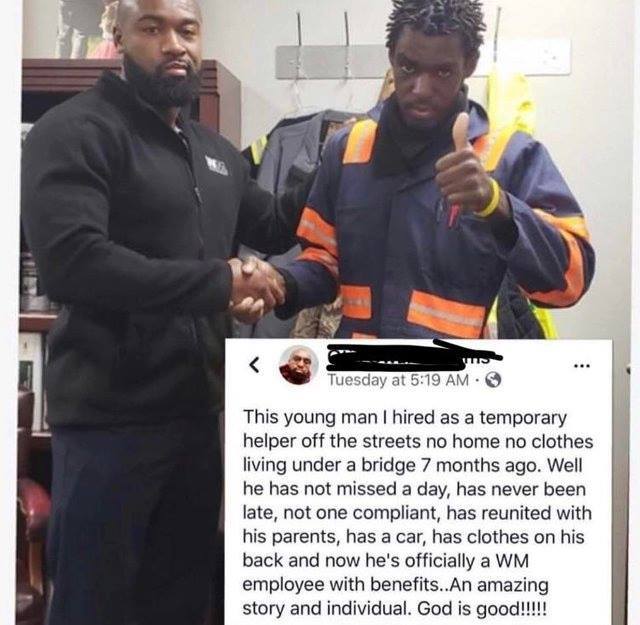 Tuesday at 5:19 AM ·
This young man I hired as a temporary
helper off the streets no home no clothes
living under a bridge 7 months ago. Well
he has not missed a day, has never been
late, not one compliant, has reunited with
his parents, has a car, has clothes on his
back and now he's officially a WM
employee with benefits..An amazing
story and individual. God is good!!!!!